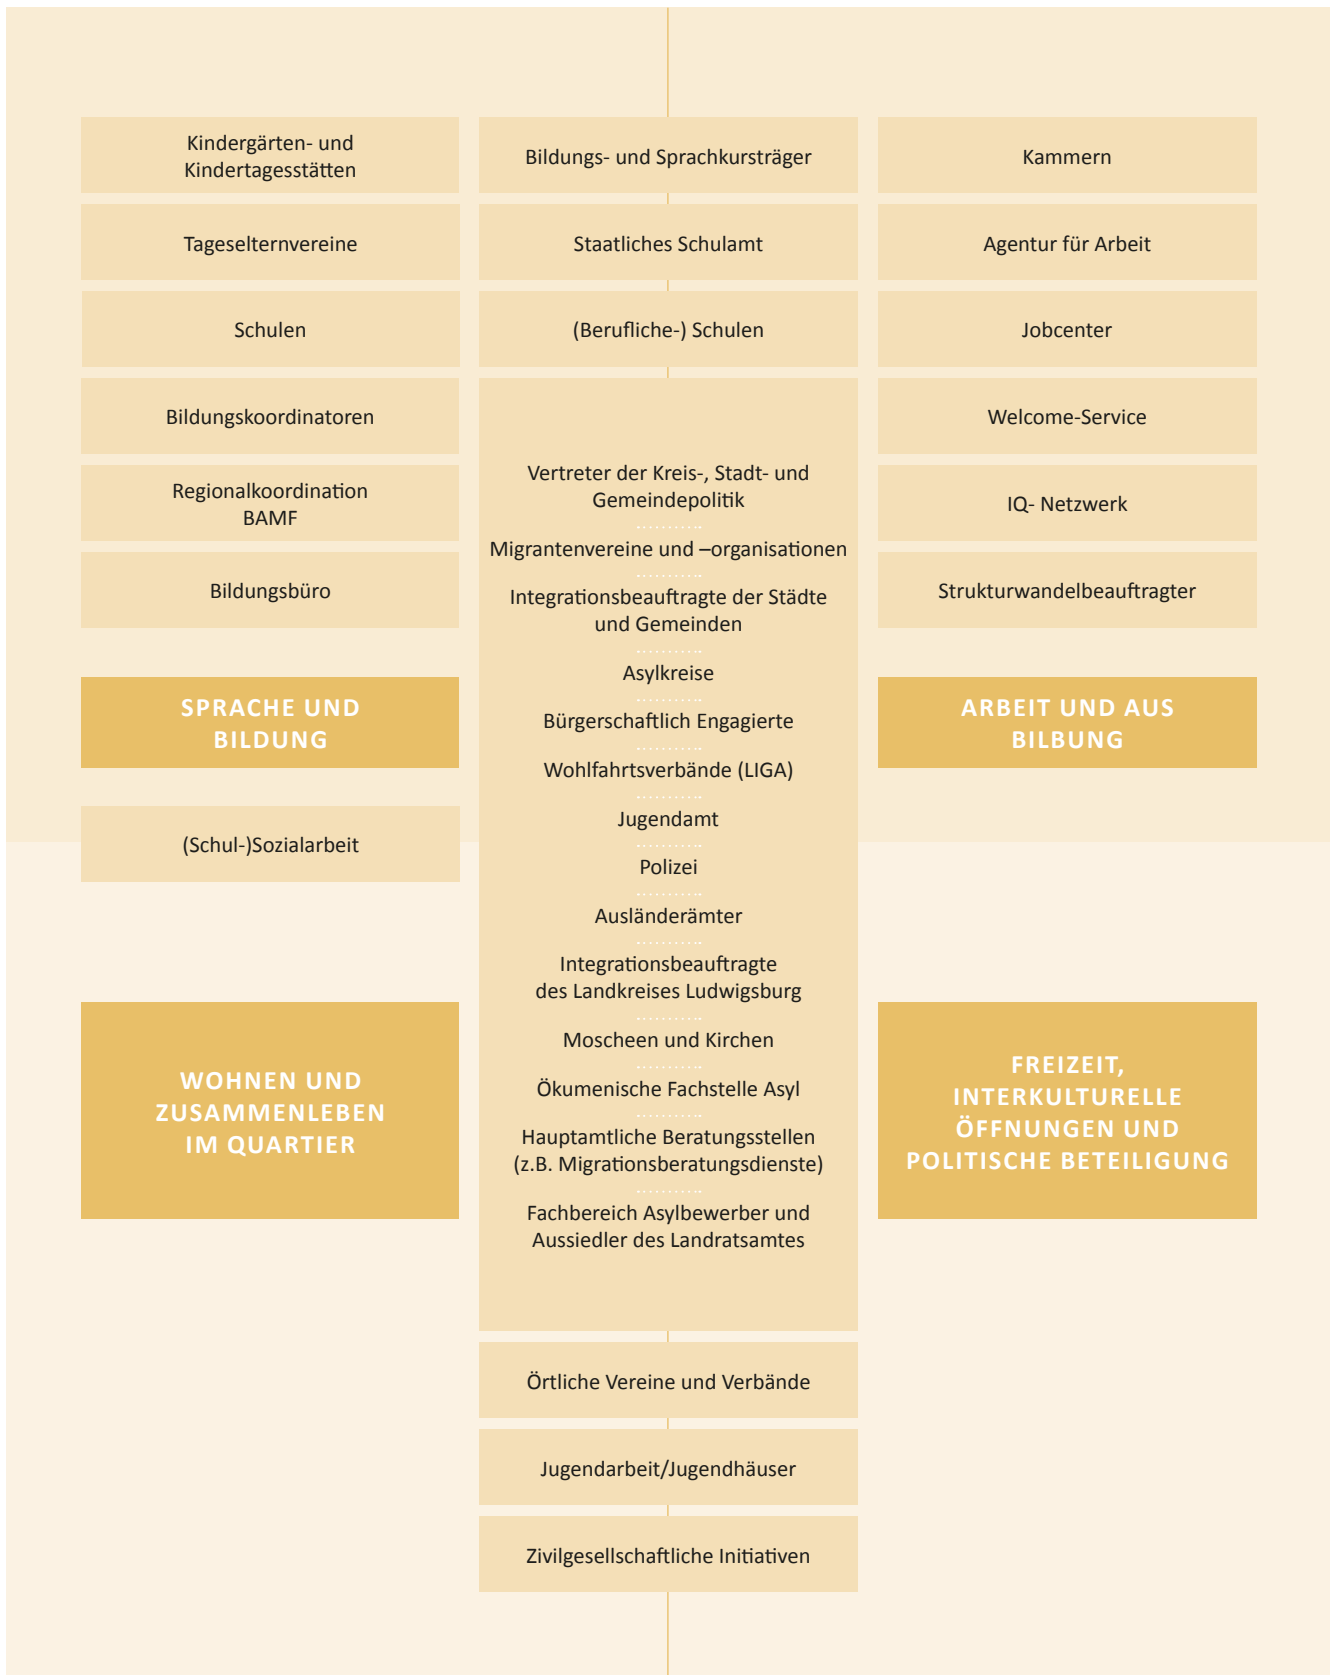 Kindergärten- und
Kindertagesstätten
Tageselternvereine
Schulen
Bildungskoordinatoren
Regionalkoordination
BAMF
Bildungsbüro
SPRACHE UND
BILDUNG
(Schul-)Sozialarbeit
WOHNEN UND
ZUSAMMENLEBEN
IM QUARTIER
Bildungs- und Sprachkursträger
Staatliches Schulamt
(Berufliche-) Schulen
Vertreter der Kreis-, Stadt- und
Gemeindepolitik
Migrantenvereine und –organisationen
Integrationsbeauftragte der Städte
und Gemeinden
Asylkreise
Bürgerschaftlich Engagierte
Wohlfahrtsverbände (LIGA)
Jugendamt
Polizei
Ausländerämter
Integrationsbeauftragte
des Landkreises Ludwigsburg
Moscheen und Kirchen
Ökumenische Fachstelle Asyl
Hauptamtliche Beratungsstellen
(z.B. Migrationsberatungsdienste)
Fachbereich Asylbewerber und
Aussiedler des Landratsamtes
Örtliche Vereine und Verbände
Jugendarbeit/Jugendhäuser
Zivilgesellschaftliche Initiativen
Kammern
Agentur für Arbeit
Jobcenter
Welcome-Service
IQ- Netzwerk
Strukturwandelbeauftragter
ARBEIT UND AUS
BILBUNG
FREIZEIT,
INTERKULTURELLE
ÖFFNUNGEN UND
POLITISCHE BETEILIGUNG